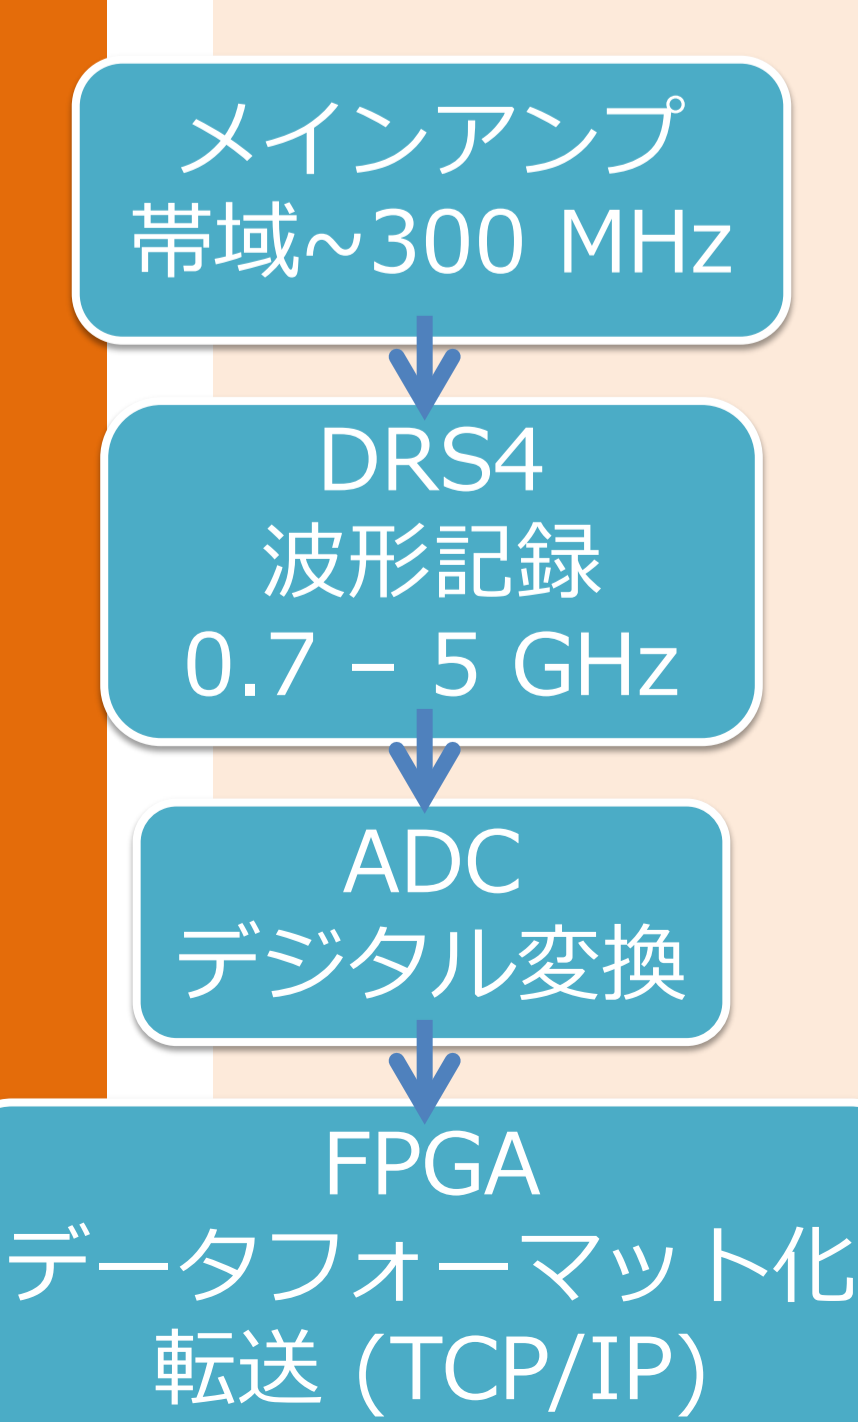 メインアンプ
帯域~300 MHz
DRS4
波形記録
0.7 – 5 GHz
ADC
デジタル変換
FPGA
データフォーマット化
転送 (TCP/IP)